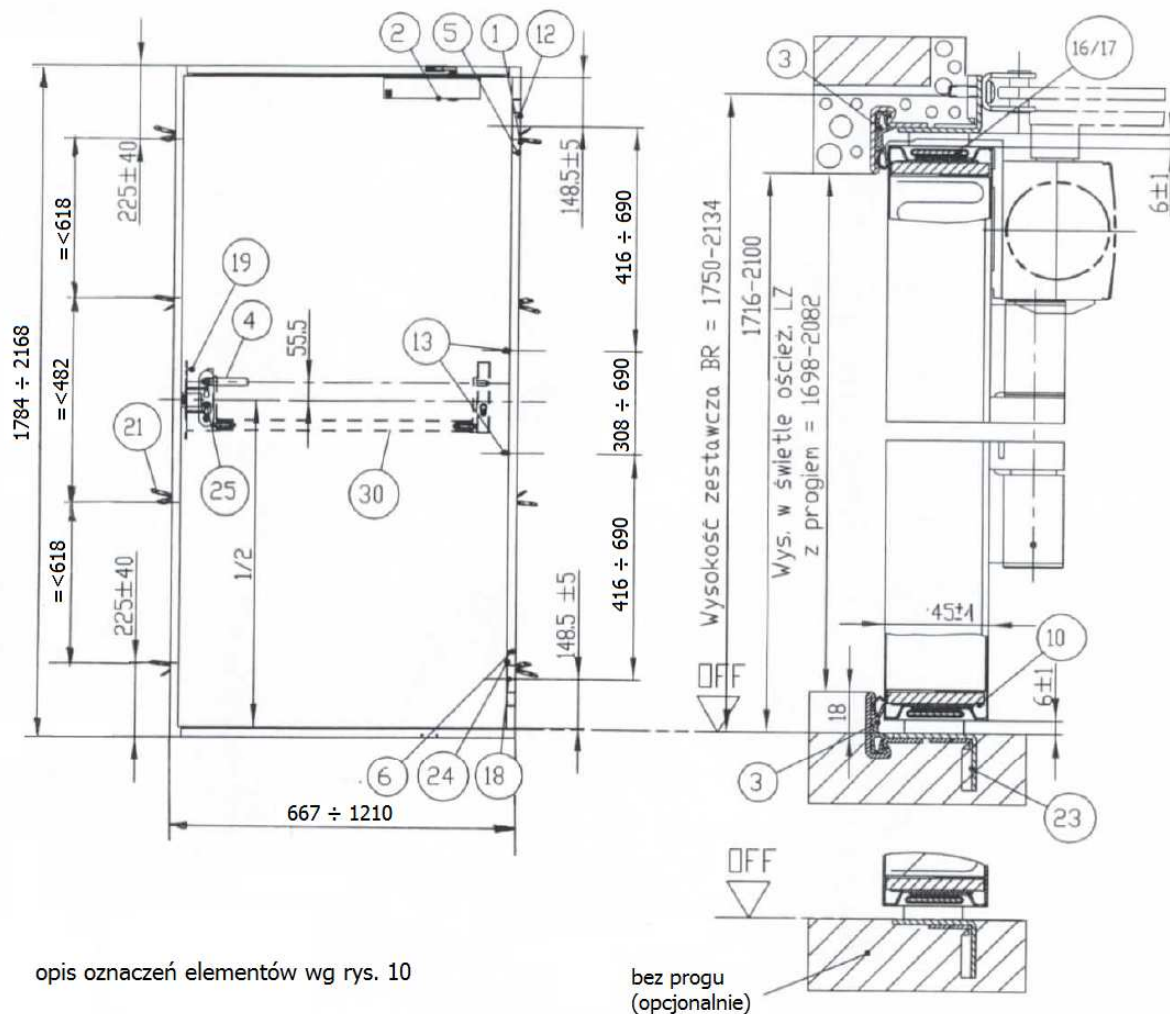 2
5
1
12
1784 ÷ 2168
225±40
=<618
=<482
=<618
225±40
19
4
55.5
13
21
25
30
1/2
148.5±5
416 ÷ 690
308 ÷ 690
416 ÷ 690
148.5 ±5
6
24
18
667 ÷ 1210
opis oznaczeń elementów wg rys. 10
3
16/17
6±1
Wysokość zestawcza BR = 1750-2134
1716-2100
Wys. w świetle oścież. LZ
z progiem = 1698-2082
45±1
10
6±1
OFF
18
3
23
OFF
bez progu
(opcjonalnie)